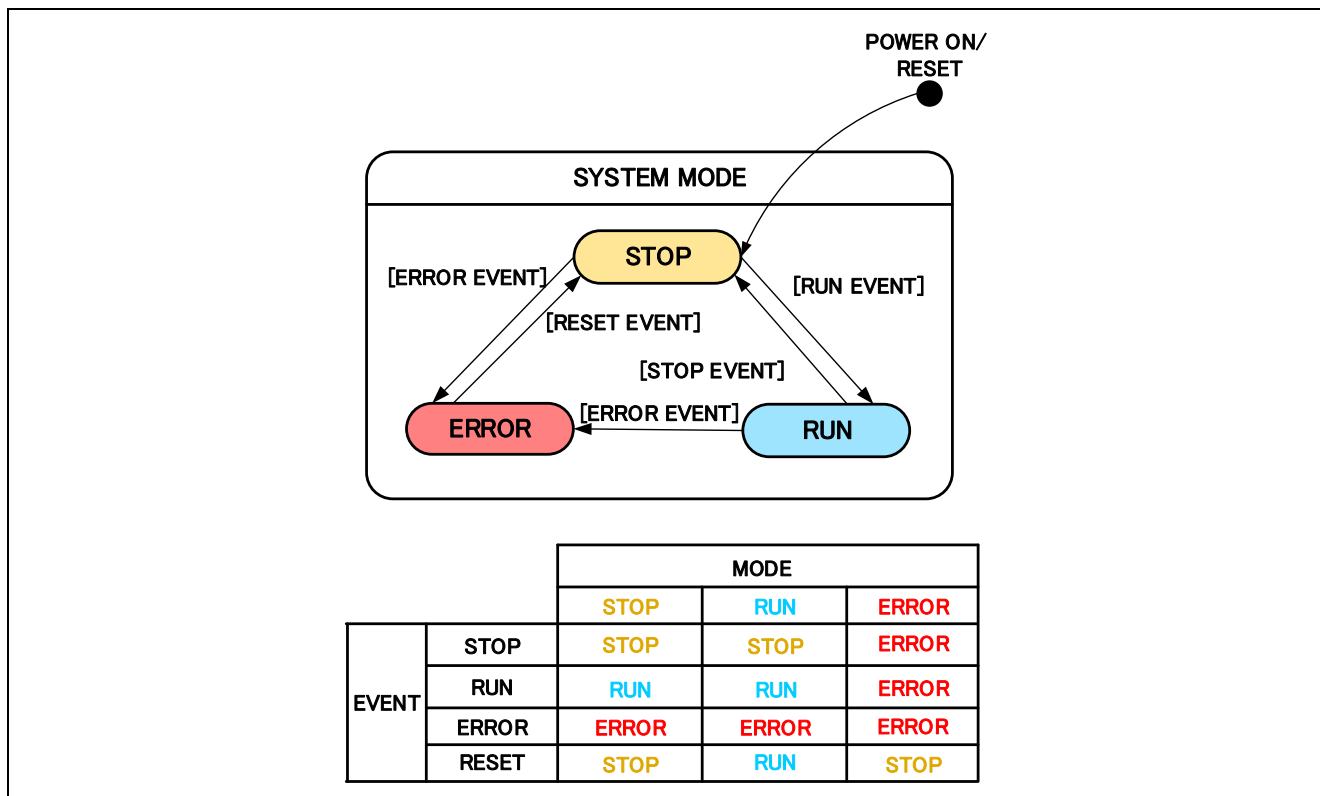 POWER ON/
RESET
SYSTEM MODE
STOP
[ERROR EVENT]
[RUN EVENT]
[RESET EVENT]
[STOP EVENT]
[ERROR EVENT]
ERROR
RUN
MODE
STOP RUN ERROR
EVENT
STOP STOP STOP ERROR
RUN RUN RUN ERROR
ERROR ERROR ERROR ERROR
RESET STOP RUN STOP